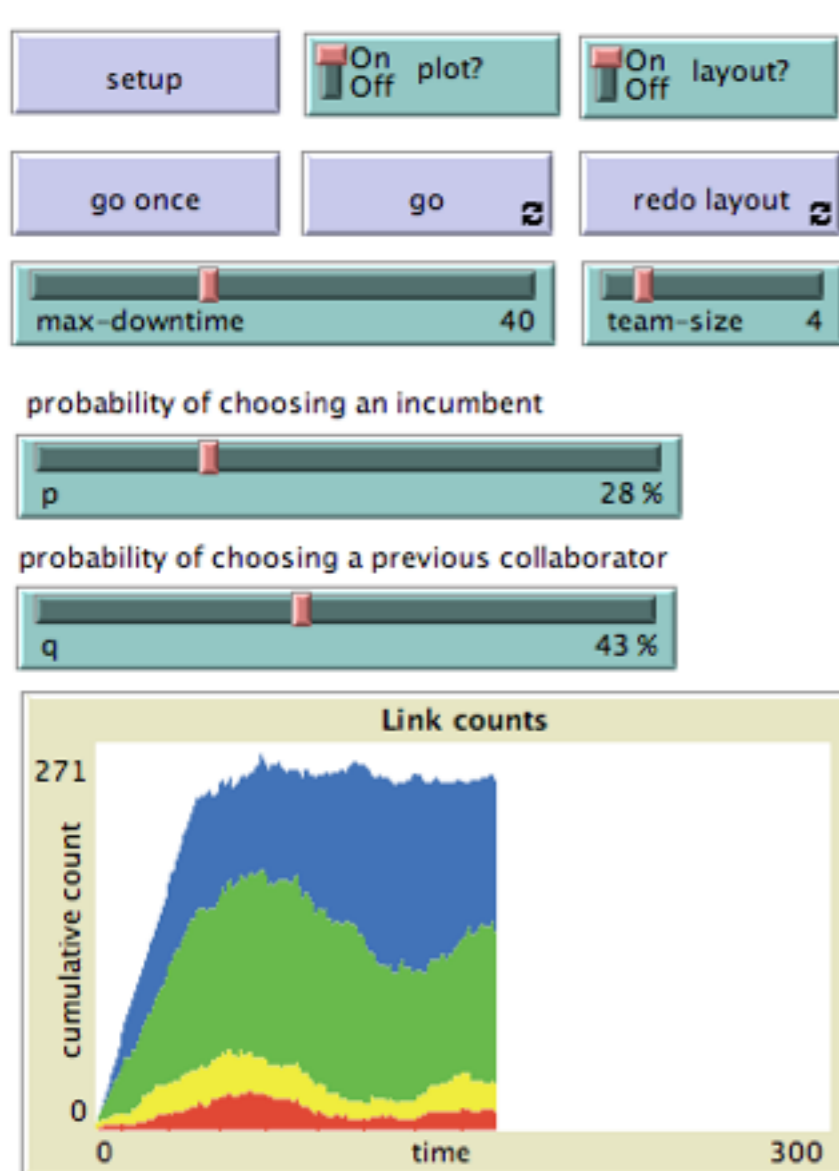 setup
On
Off
plot?
On
Off
layout?
go once
go
redo layout
max-downtime 40
team-size 4
probability of choosing an incumbent
p 28 %
probability of choosing a previous collaborator
q 43 %
Link counts
271
cumulative count
0
0 time 300